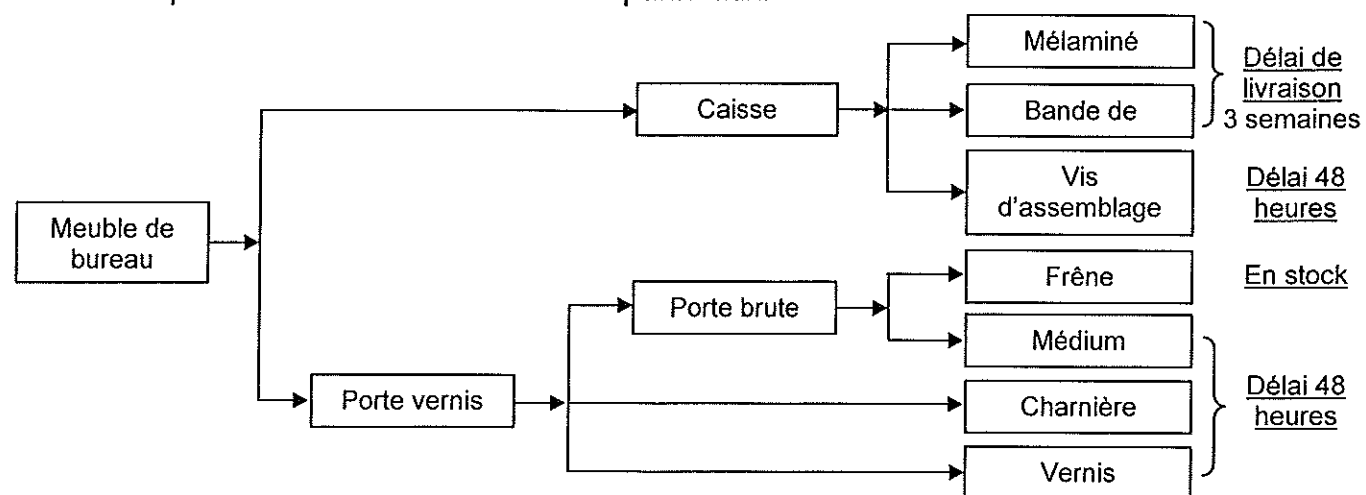 Mélaminé
Délai de
livraison
3 semaines
Caisse
Bande de
Vis
d'assemblage
Délai 48
heures
Meuble de
bureau
Frêne
En stock
Porte brute
Médium
Porte vernis
Charnière
Délai 48
heures
Vernis